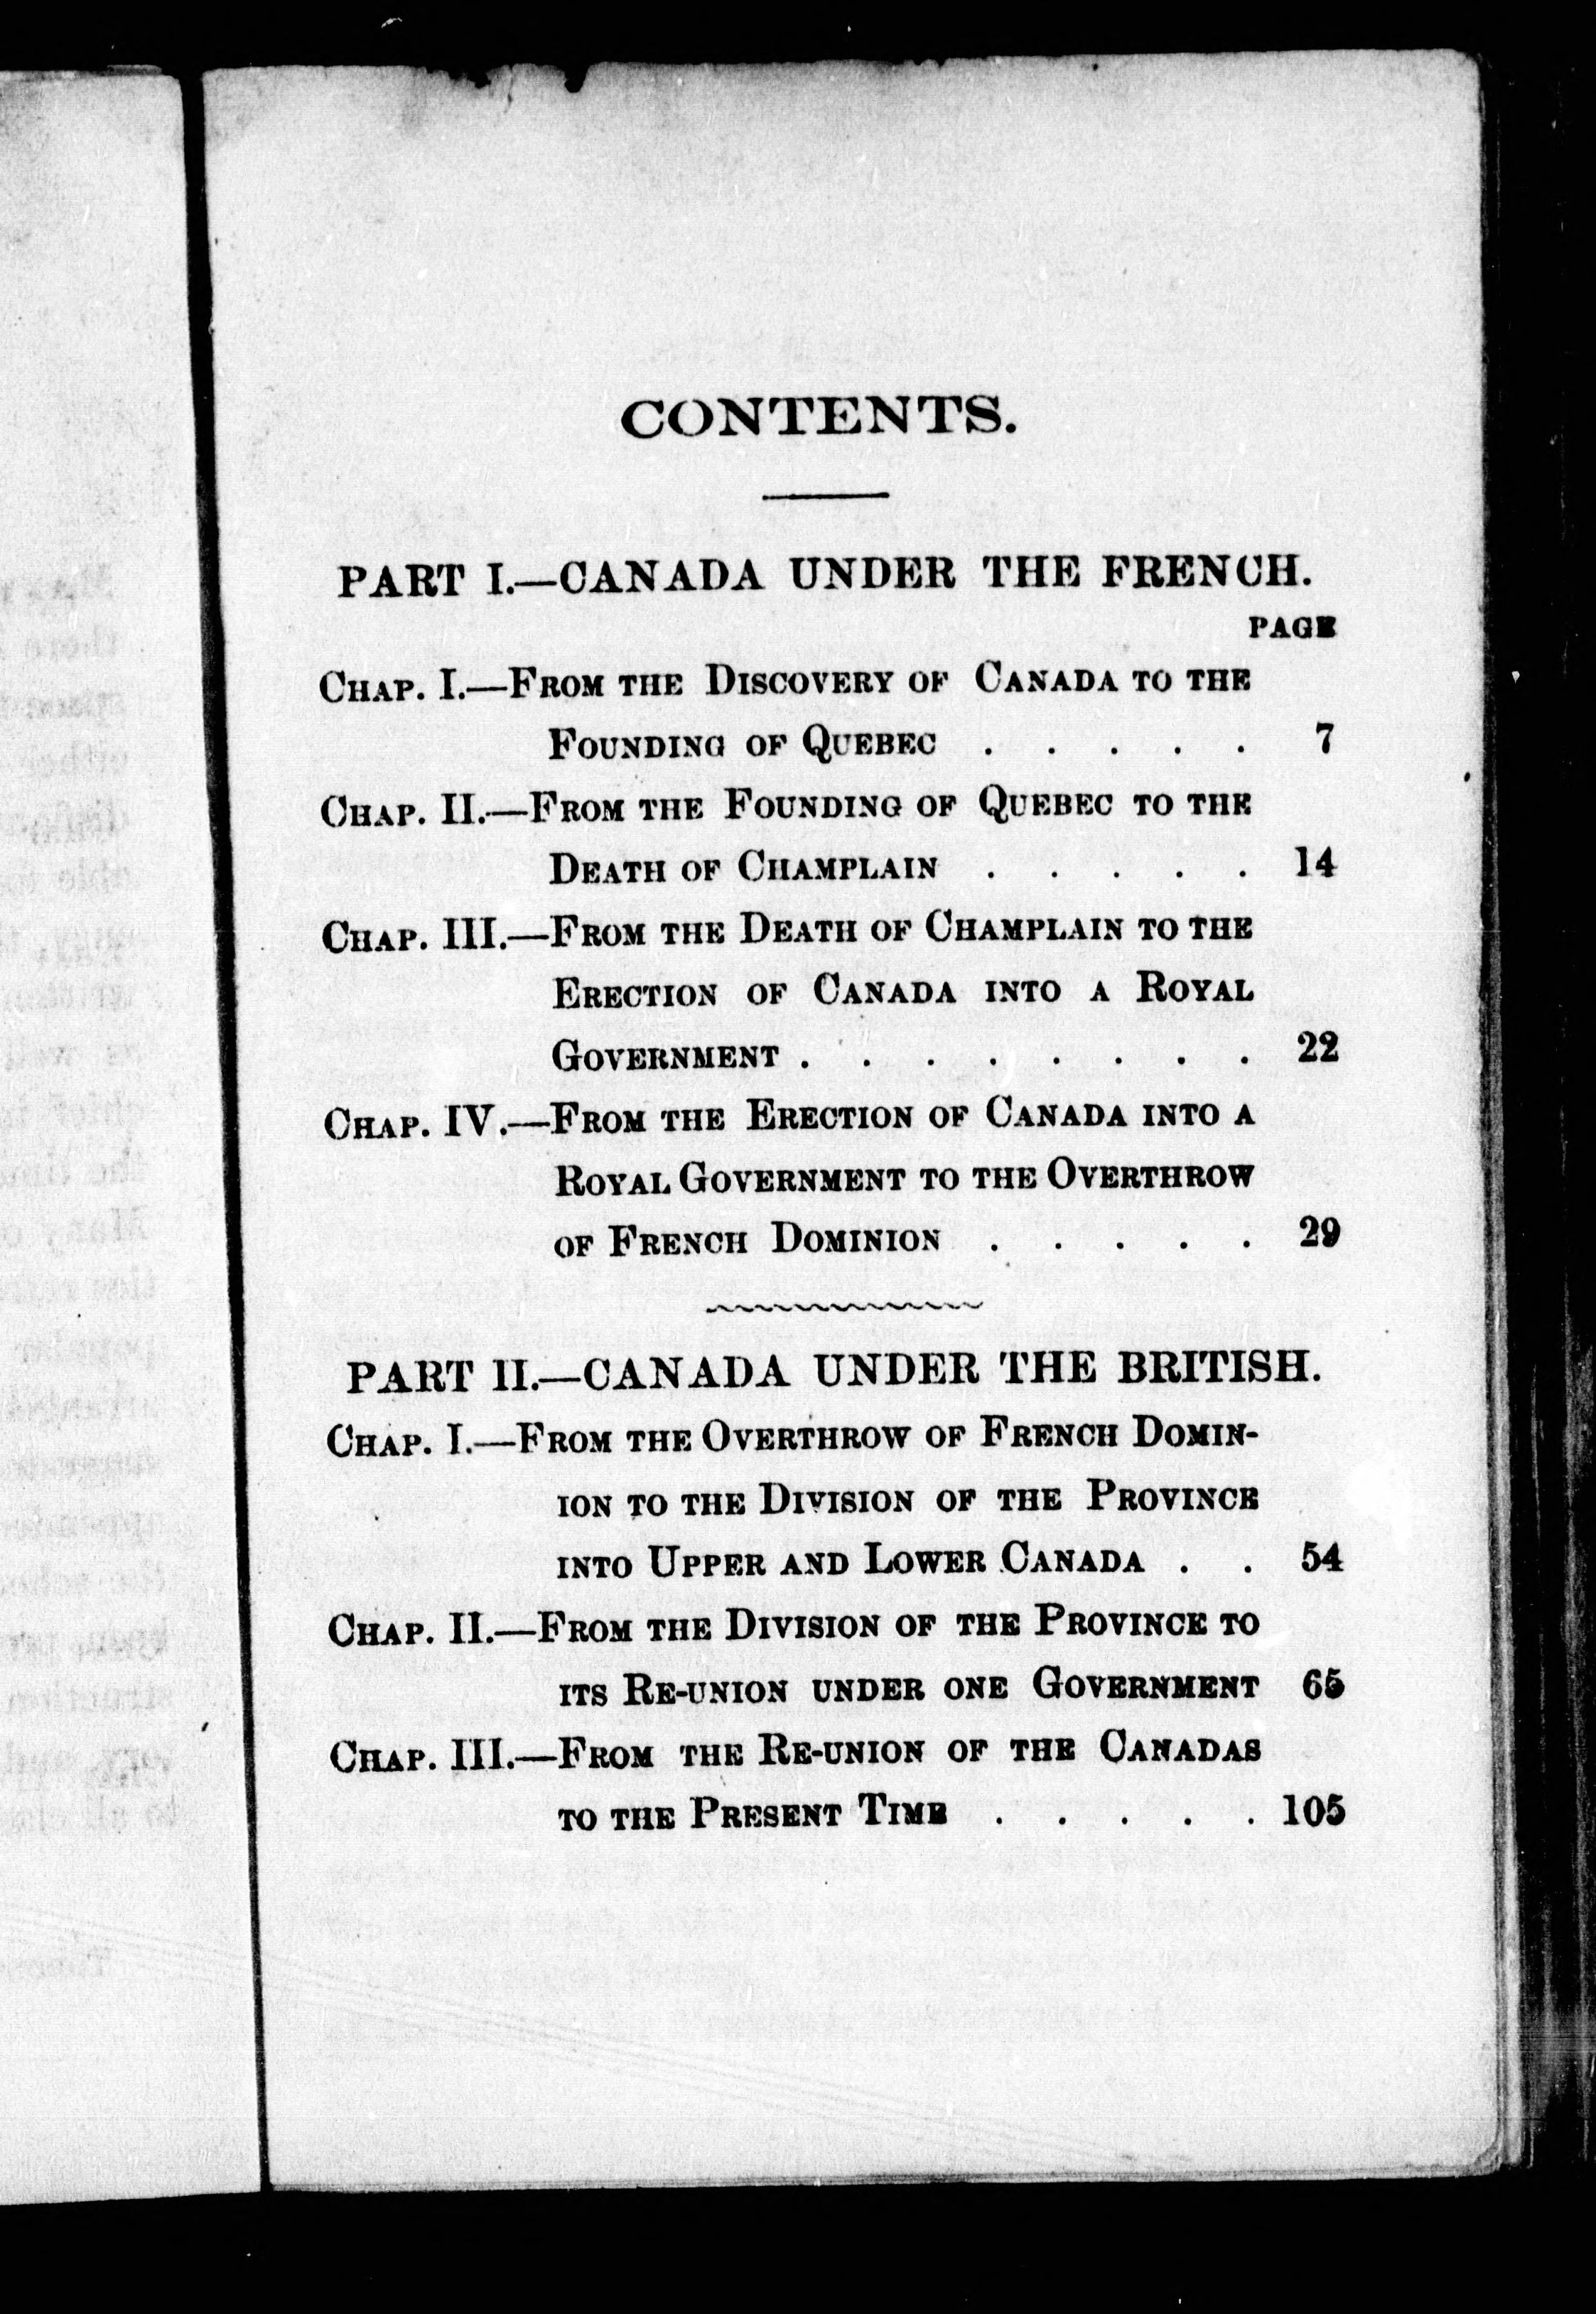 CONTENTS.
PART I.—CANADA UNDER THE FRENCH.
PAGE
CHAP. I.—FROM THE DISCOVERY OF CANADA TO THE
FOUNDING OF QUEBEC . . . . . 7
CHAP. II.—FROM THE FOUNDING OF QUEBEC TO THE
DEATH OF CHAMPLAIN . . . . . 14
CHAP. III.—FROM THE DEATH OF CHAMPLAIN TO THE
ERECTION OF CANADA INTO A ROYAL
GOVERNMENT . . . . . . . . 22
CHAP. IV.—FROM THE ERECTION OF CANADA INTO A
ROYAL GOVERNMENT TO THE OVERTHROW
OF FRENCH DOMINION . . . . . 29
PART II.—CANADA UNDER THE BRITISH.
CHAP. I.—FROM THE OVERTHROW OF FRENCH DOMIN-
ION TO THE DIVISION OF THE PROVINCE
INTO UPPER AND LOWER CANADA . . 54
CHAP. II.—FROM THE DIVISION OF THE PROVINCE TO
ITS RE-UNION UNDER ONE GOVERNMENT 65
CHAP. III.—FROM THE RE-UNION OF THE CANADAS
TO THE PRESENT TIME . . . . . 105